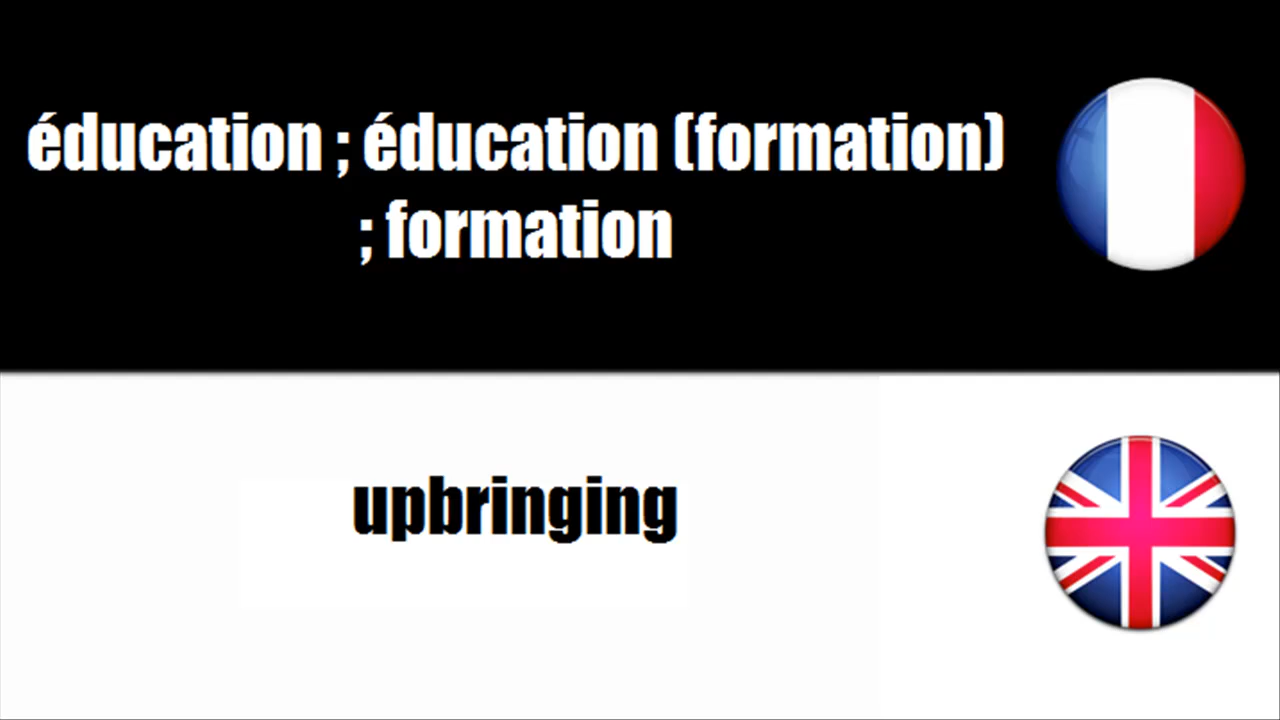 éducation ; éducation (formation)
; formation
upbringing